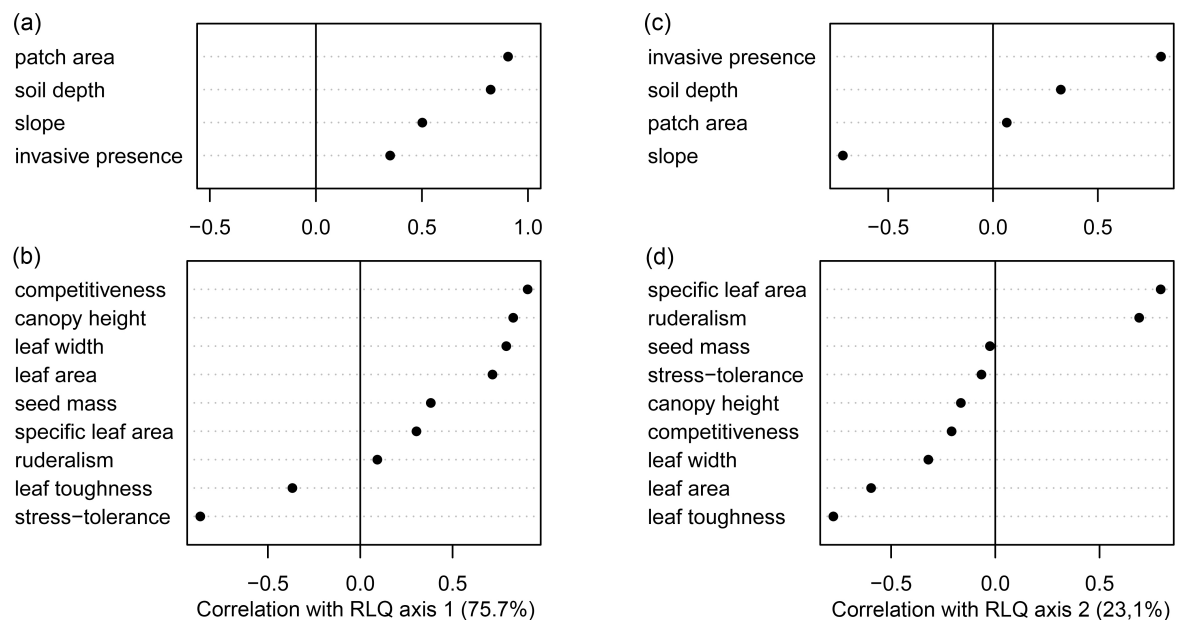 (a)
patch area
soil depth
slope
invasive presence
−0.5 0.0 0.5 1.0
(b)
competitiveness
canopy height
leaf width
leaf area
seed mass
specific leaf area
ruderalism
leaf toughness
stress−tolerance
−0.5 0.0 0.5
Correlation with RLQ axis 1 (75.7%)
(c)
invasive presence
soil depth
patch area
slope
−0.5 0.0 0.5
(d)
specific leaf area
ruderalism
seed mass
stress−tolerance
canopy height
competitiveness
leaf width
leaf area
leaf toughness
−0.5 0.0 0.5
Correlation with RLQ axis 2 (23,1%)